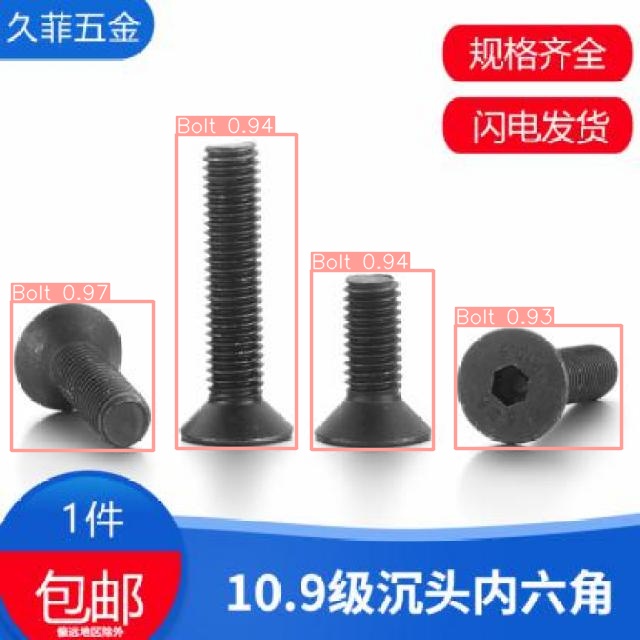 久菲五金
规格齐全
闪电发货
Bolt 0.94
Bolt 0.94
Bolt 0.97
Bolt 0.93
1件
包邮
偏远地区除外
10.9级沉头内六角